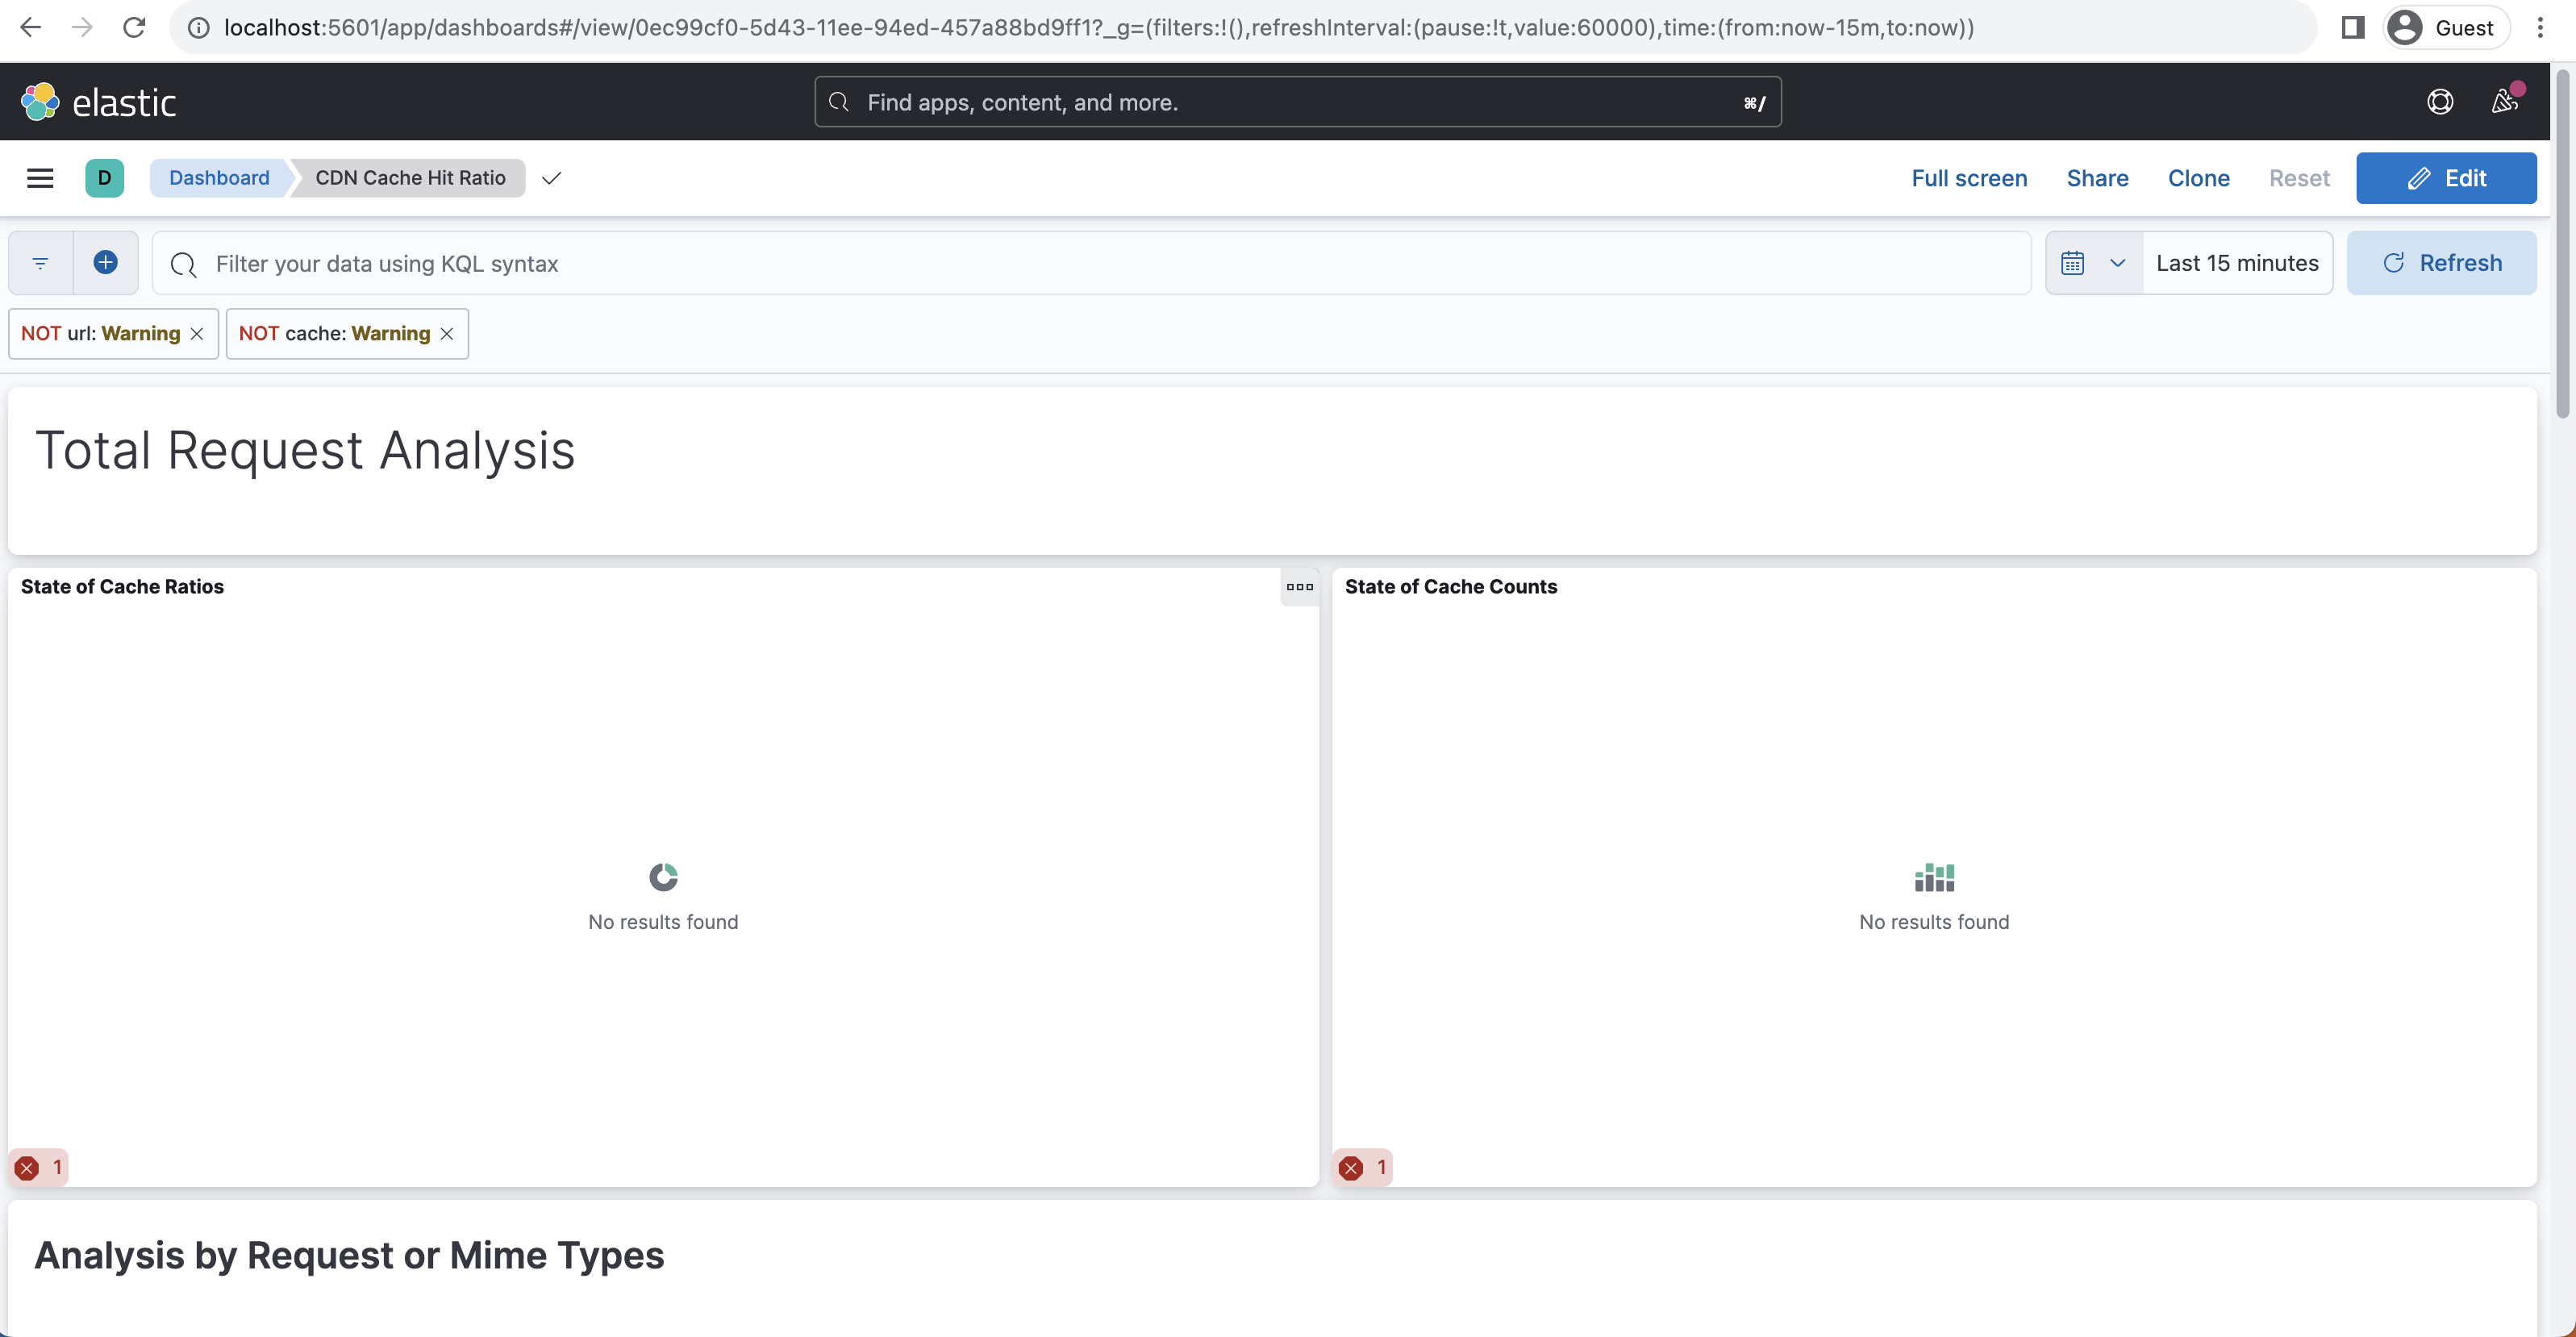 localhost:5601/app/dashboards#/view/0ec99cf0-5d43-11ee-94ed-457a88bd9ff1?_g=(filters:!(),refreshInterval:(pause:!t,value:60000),time:(from:now-15m,to:now))
Guest
elastic
Find apps, content, and more.
⌘/
D
Dashboard
CDN Cache Hit Ratio
Full screen
Share
Clone
Reset
Edit
Filter your data using KQL syntax
Last 15 minutes
Refresh
NOT url: Warning
NOT cache: Warning
Total Request Analysis
State of Cache Ratios
No results found
1
State of Cache Counts
No results found
1
Analysis by Request or Mime Types